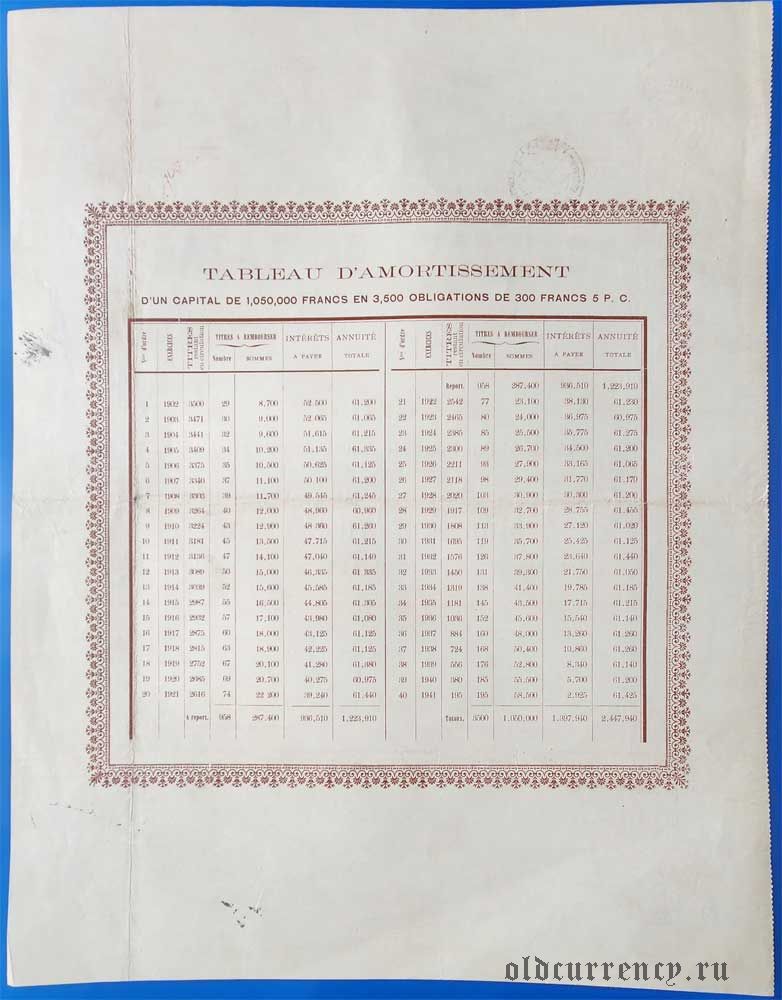 TABLEAU D'AMORTISSEMENT
D'UN CAPITAL DE 1,050,000 FRANCS EN 3,500 OBLIGATIONS DE 300 FRANCS 5 P. C.
Nos d'ordre EXERCICES TITRES restant en circulation TITRES A REMBOURSER INTÉRÊTS ANNUITÉ Nos d'ordre EXERCICES TITRES restant en circulation TITRES A REMBOURSER INTÉRÊTS ANNUITÉ
Nombre SOMMES A PAYER TOTALE Nombre SOMMES A PAYER TOTALE
Report. 958 287,400 936,510 1,223,910
1 1902 3500 29 8,700 52,500 61,200 21 1922 2542 77 23,100 38,130 61,230
2 1903 3471 30 9,000 52,065 61,065 22 1923 2465 80 24,000 36,975 60,975
3 1904 3441 32 9,600 51,615 61,215 23 1924 2385 85 25,500 35,775 61,275
4 1905 3409 34 10,200 51,135 61,335 24 1925 2300 89 26,700 34,500 61,200
5 1906 3375 35 10,500 50,625 61,125 25 1926 2211 93 27,900 33,165 61,065
6 1907 3340 37 11,100 50,100 61,200 26 1927 2118 98 29,400 31,770 61,170
7 1908 3303 39 11,700 49,545 61,245 27 1928 2020 103 30,900 30,300 61,200
8 1909 3264 40 12,000 48,960 60,960 28 1929 1917 109 32,700 28,755 61,455
9 1910 3224 43 12,900 48,360 61,260 29 1930 1808 113 33,900 27,120 61,020
10 1911 3181 45 13,500 47,715 61,215 30 1931 1695 119 35,700 25,425 61,125
11 1912 3136 47 14,100 47,040 61,140 31 1932 1576 126 37,800 23,640 61,440
12 1913 3089 50 15,000 46,335 61,335 32 1933 1450 131 39,300 21,750 61,050
13 1914 3039 52 15,600 45,585 61,185 33 1934 1319 138 41,400 19,785 61,185
14 1915 2987 55 16,500 44,805 61,305 34 1935 1181 145 43,500 17,715 61,215
15 1916 2932 57 17,100 43,980 61,080 35 1936 1036 152 45,600 15,540 61,140
16 1917 2875 60 18,000 43,125 61,125 36 1937 884 160 48,000 13,260 61,260
17 1918 2815 63 18,900 42,225 61,125 37 1938 724 168 50,400 10,860 61,260
18 1919 2752 67 20,100 41,280 61,380 38 1939 556 176 52,800 8,340 61,140
19 1920 2685 69 20,700 40,275 60,975 39 1940 380 185 55,500 5,700 61,200
20 1921 2616 74 22 200 39,240 61,440 40 1941 195 195 58,500 2,925 61,425
A report. 958 287,400 936,510 1,223,910 Totaux. 3500 1,050,000 1,397,940 2,447,940
oldcurrency.ru